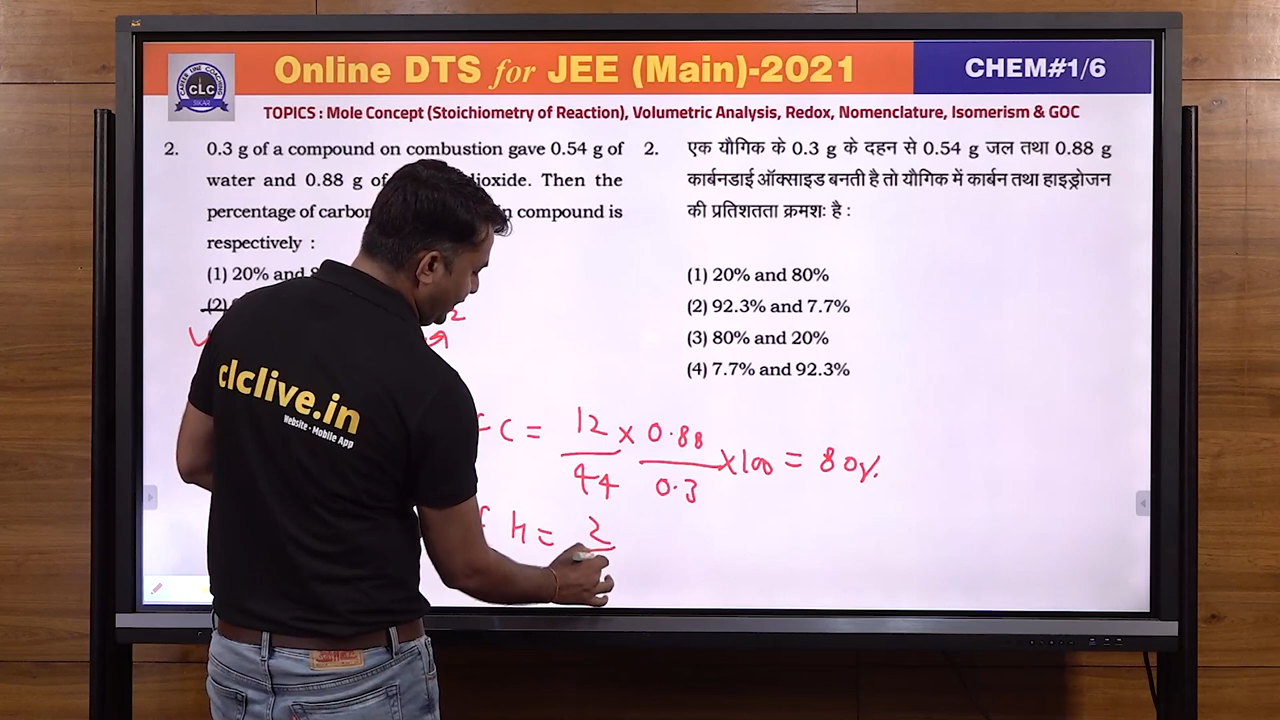 Online DTS for JEE (Main)-2021
CHEM#1/6
CLC
SIKAR
TOPICS : Mole Concept (Stoichiometry of Reaction), Volumetric Analysis, Redox, Nomenclature, Isomerism & GOC
2. 0.3 g of a compound on combustion gave 0.54 g of
water and 0.88 g of dioxide. Then the
percentage of carbon compound is
respectively :
(1) 20% and
(2)
2
2. एक यौगिक के 0.3 g के दहन से 0.54 g जल तथा 0.88 g
कार्बनडाई ऑक्साइड बनती है तो यौगिक में कार्बन तथा हाइड्रोजन
की प्रतिशतता क्रमशः है :
(1) 20% and 80%
(2) 92.3% and 7.7%
(3) 80% and 20%
(4) 7.7% and 92.3%
C = 12/44 × 0.88/0.3 × 100 = 80%
H = 2
clclive.in
Website · Mobile App